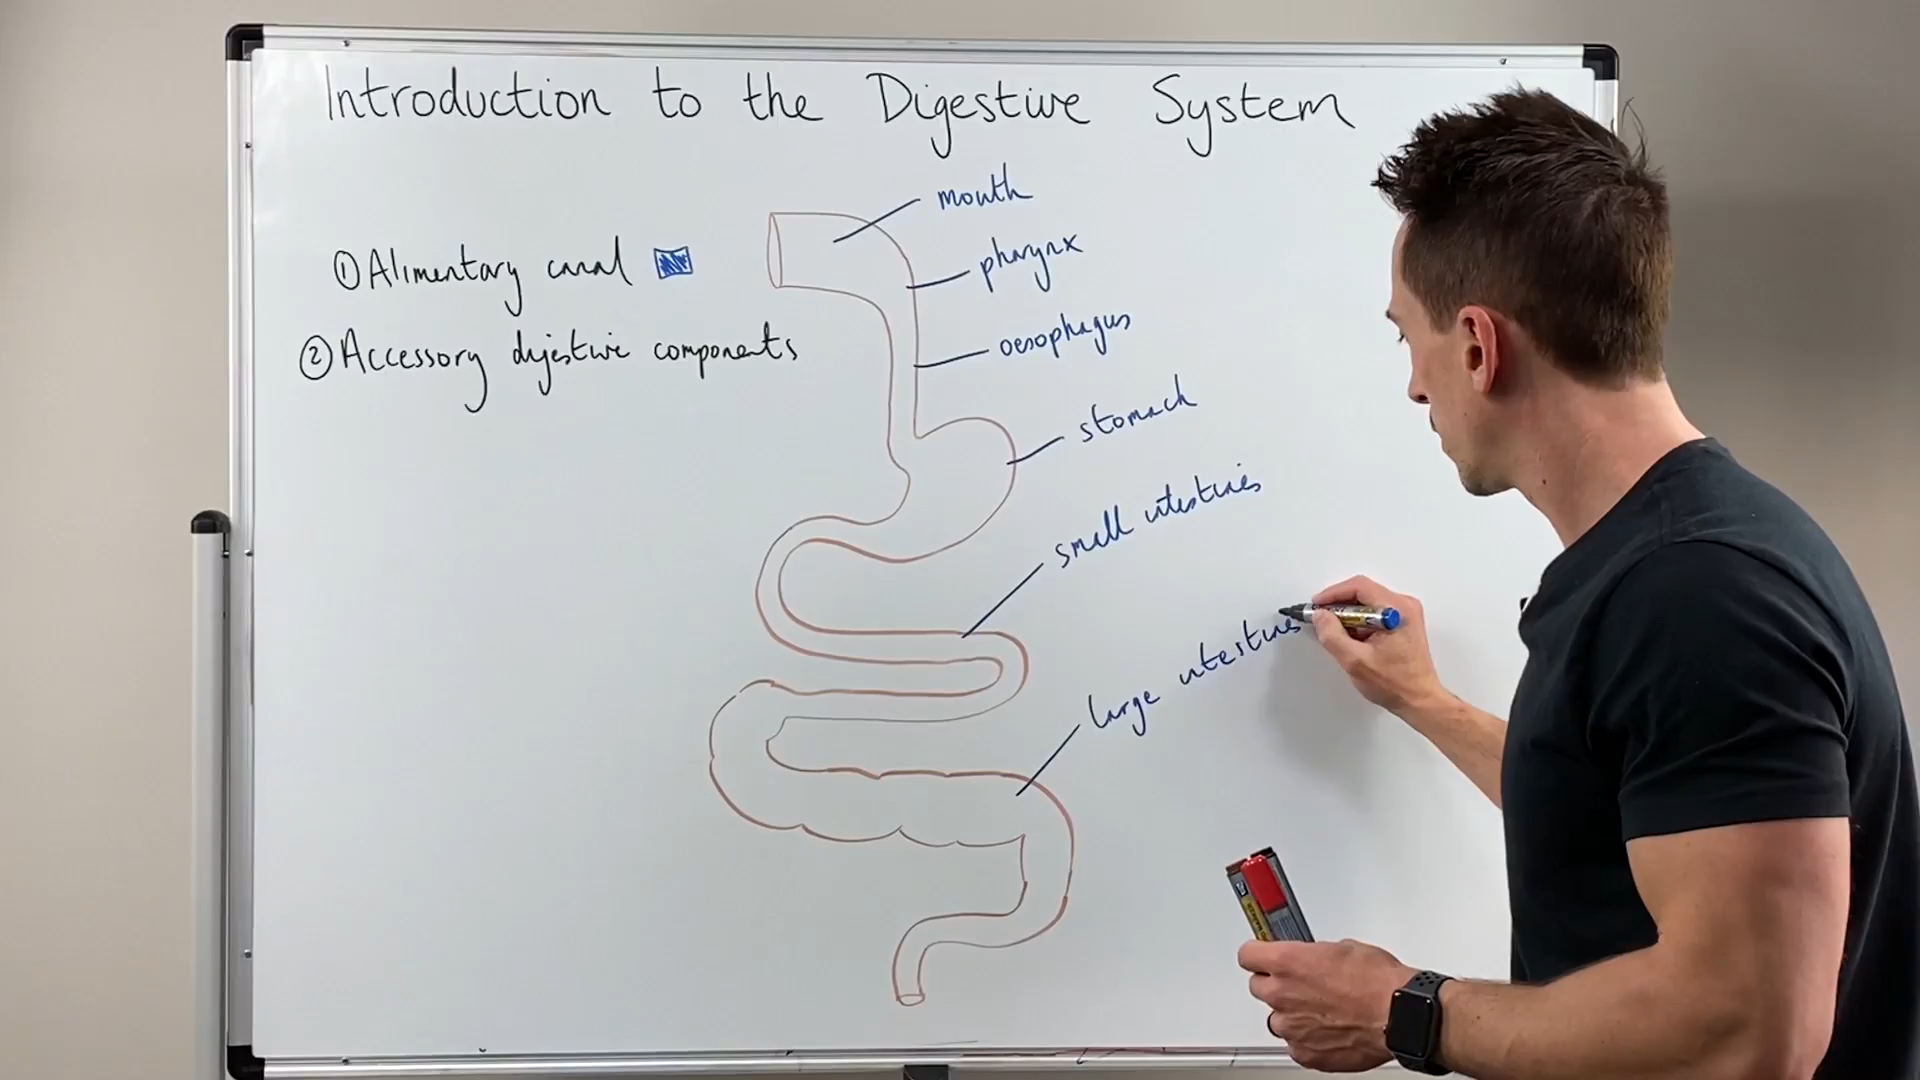 Introduction to the Digestive System
mouth
① Alimentary canal
pharynx
② Accessory digestive components
oesophagus
stomach
small intestines
large intestines